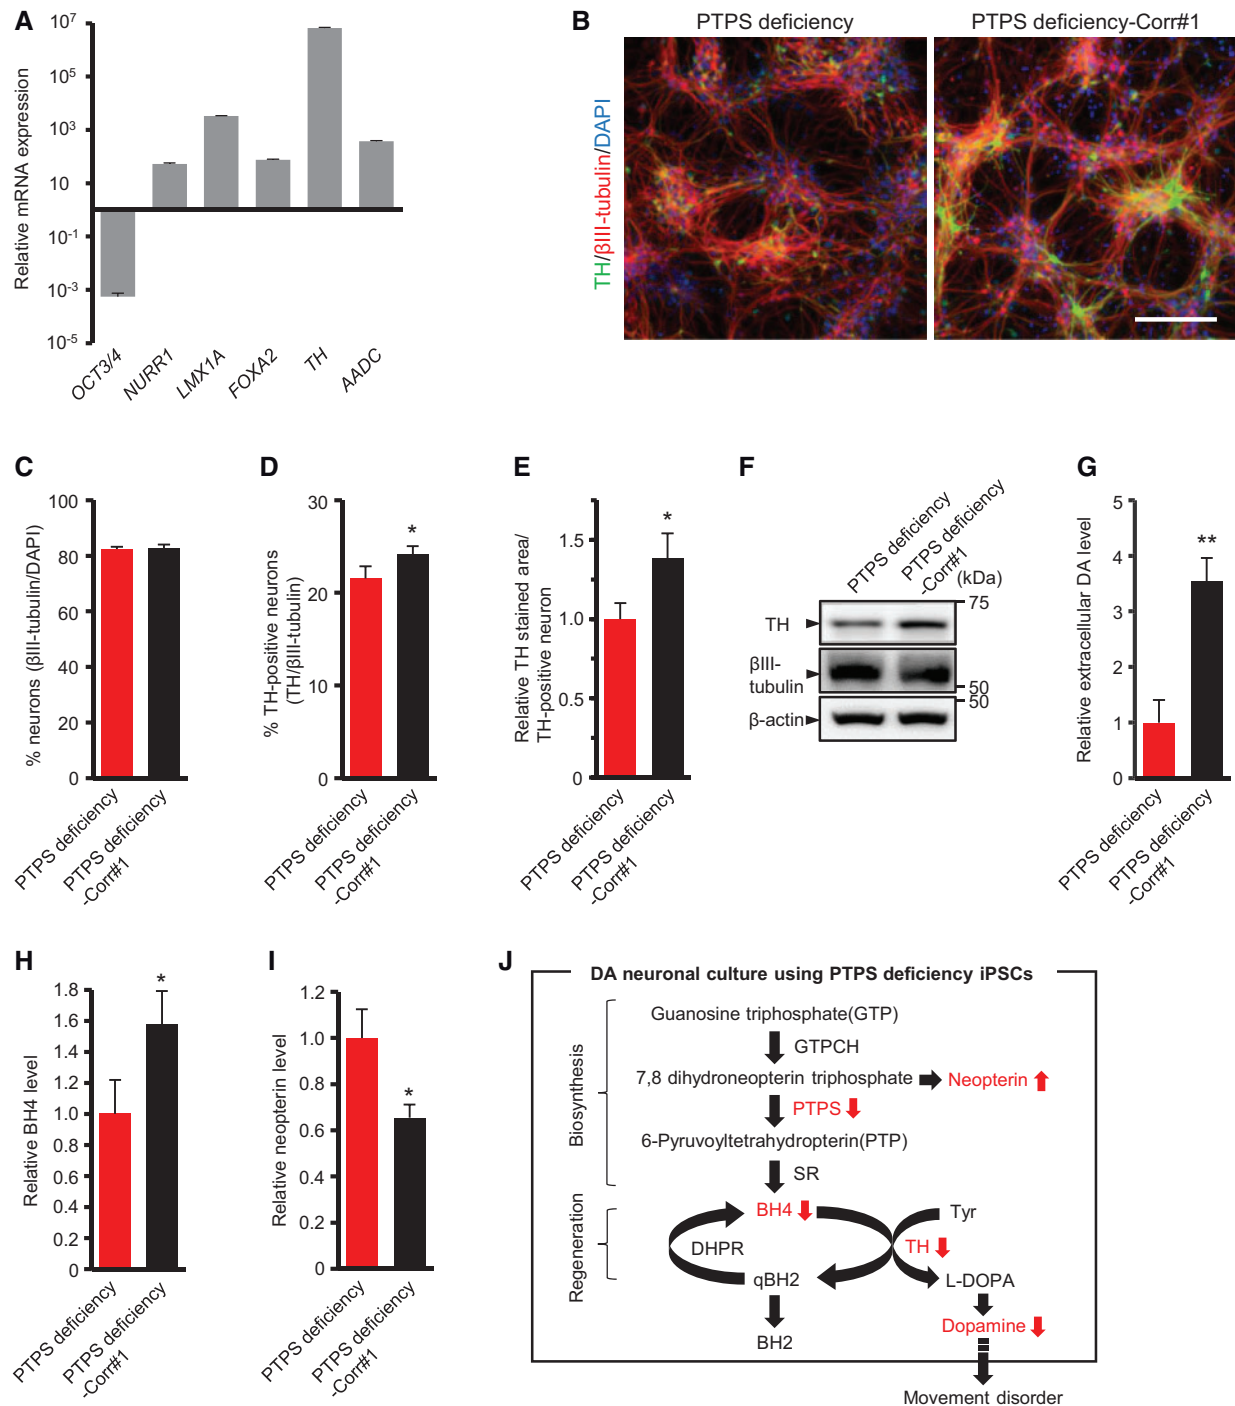 A
Relative mRNA expression
10^7
10^5
10^3
10
10^-1
10^-3
10^-5
OCT3/4
NURR1
LMX1A
FOXA2
TH
AADC
B
PTPS deficiency
PTPS deficiency-Corr#1
TH/βIII-tubulin/DAPI
C
% neurons (βIII-tubulin/DAPI)
100
80
60
40
20
0
PTPS deficiency
PTPS deficiency
-Corr#1
D
% TH-positive neurons
(TH/βIII-tubulin)
30
20
10
0
*
PTPS deficiency
PTPS deficiency
-Corr#1
E
Relative TH stained area/
TH-positive neuron
1.5
1.0
0.5
0
*
PTPS deficiency
PTPS deficiency
-Corr#1
F
PTPS deficiency
PTPS deficiency
-Corr#1
(kDa)
TH
75
βIII-
tubulin
50
50
β-actin
G
Relative extracellular DA level
5
4
3
2
1
0
**
PTPS deficiency
PTPS deficiency
-Corr#1
H
Relative BH4 level
1.8
1.6
1.4
1.2
1.0
0.8
0.6
0.4
0.2
0
*
PTPS deficiency
PTPS deficiency
-Corr#1
I
Relative neopterin level
1.2
1.0
0.8
0.6
0.4
0.2
0
*
PTPS deficiency
PTPS deficiency
-Corr#1
J
DA neuronal culture using PTPS deficiency iPSCs
Biosynthesis
Guanosine triphosphate(GTP)
GTPCH
7,8 dihydroneopterin triphosphate
Neopterin
PTPS
6-Pyruvoyltetrahydropterin(PTP)
SR
Regeneration
BH4
Tyr
DHPR
TH
qBH2
L-DOPA
BH2
Dopamine
Movement disorder